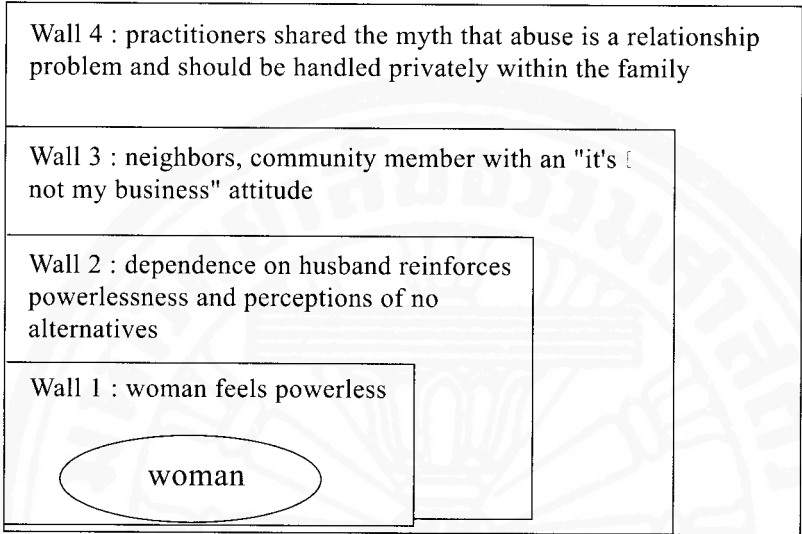 Wall 4 : practitioners shared the myth that abuse is a relationship
problem and should be handled privately within the family
Wall 3 : neighbors, community member with an "it's
not my business" attitude
Wall 2 : dependence on husband reinforces
powerlessness and perceptions of no
alternatives
Wall 1 : woman feels powerless
woman